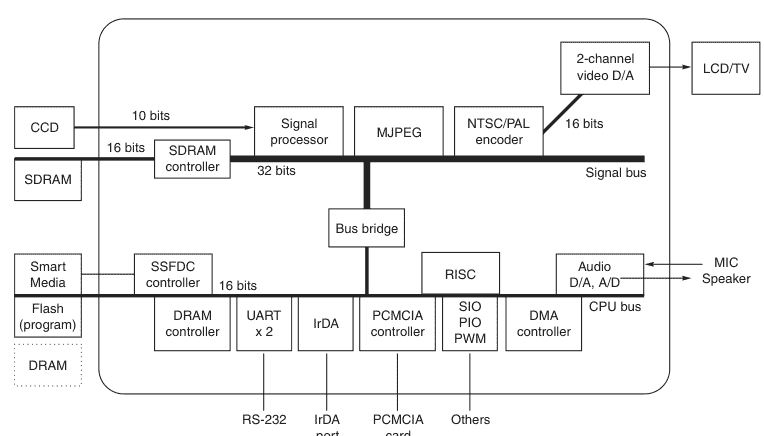 2-channel
video D/A
LCD/TV
CCD
10 bits
Signal
processor
MJPEG
NTSC/PAL
encoder
16 bits
16 bits
SDRAM
controller
SDRAM
32 bits
Signal bus
Bus bridge
Smart
Media
SSFDC
controller
16 bits
RISC
Audio
D/A, A/D
MIC
Speaker
Flash
(program)
CPU bus
DRAM
controller
UART
x 2
IrDA
PCMCIA
controller
SIO
PIO
PWM
DMA
controller
DRAM
RS-232
IrDA
port
PCMCIA
card
Others